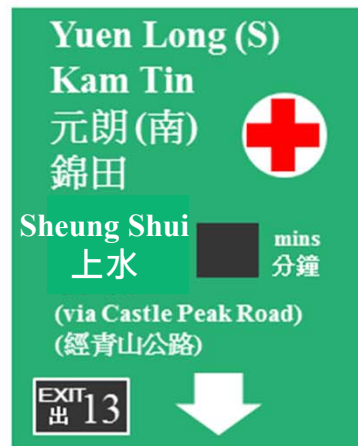 Yuen Long (S)
Kam Tin
元朗(南)
錦田
Sheung Shui
上水
mins
分鐘
(via Castle Peak Road)
(經青山公路)
EXIT
出 13